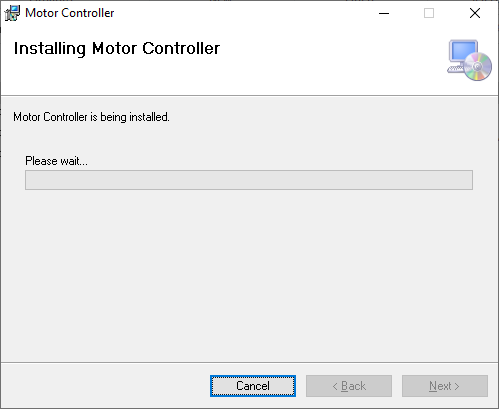 Motor Controller
Installing Motor Controller
Motor Controller is being installed.
Please wait...
Cancel
< Back
Next >